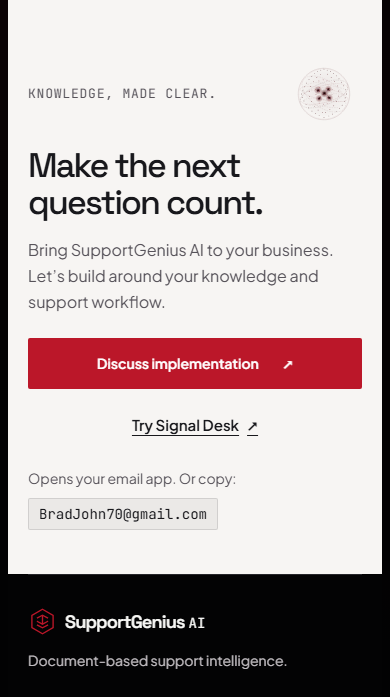 KNOWLEDGE, MADE CLEAR.
Make the next
question count.
Bring SupportGenius AI to your business.
Let's build around your knowledge and
support workflow.
Discuss implementation ↗
Try Signal Desk ↗
Opens your email app. Or copy:
BradJohn70@gmail.com
SupportGenius AI
Document-based support intelligence.